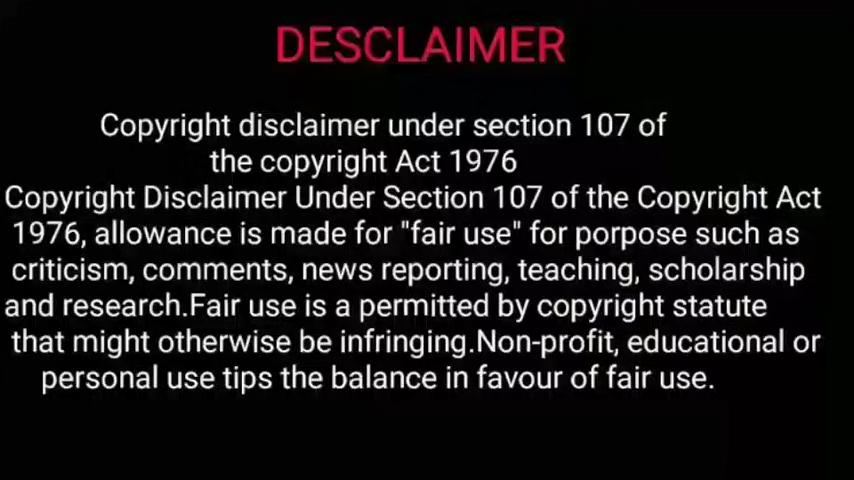 DESCLAIMER
Copyright disclaimer under section 107 of
the copyright Act 1976
Copyright Disclaimer Under Section 107 of the Copyright Act
1976, allowance is made for "fair use" for porpose such as
criticism, comments, news reporting, teaching, scholarship
and research.Fair use is a permitted by copyright statute
that might otherwise be infringing.Non-profit, educational or
personal use tips the balance in favour of fair use.